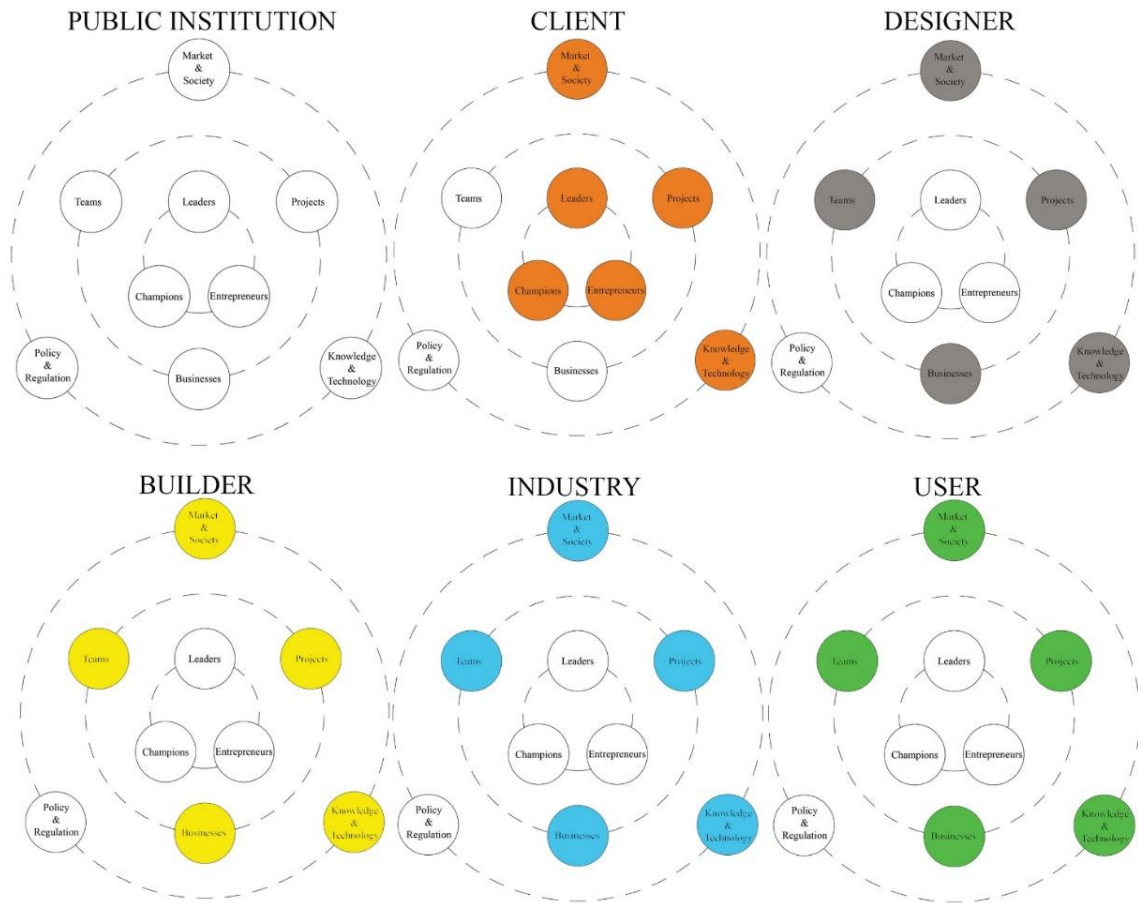 PUBLIC INSTITUTION
Market
&
Society
Teams
Leaders
Projects
Champions
Entrepreneurs
Policy
&
Regulation
Businesses
Knowledge
& 
Technology
CLIENT
Market
&
Society
Teams
Leaders
Projects
Champions
Entrepreneurs
Policy
&
Regulation
Businesses
Knowledge
&
Technology
DESIGNER
Market
&
Society
Teams
Leaders
Projects
Champions
Entrepreneurs
Policy
&
Regulation
Businesses
Knowledge
&
Technology
BUILDER
Market
&
Society
Teams
Leaders
Projects
Champions
Entrepreneurs
Policy
&
Regulation
Businesses
Knowledge
&
Technology
INDUSTRY
Market
&
Society
Teams
Leaders
Projects
Champions
Entrepreneurs
Policy
&
Regulation
Businesses
Knowledge
&
Technology
USER
Market
&
Society
Teams
Leaders
Projects
Champions
Entrepreneurs
Policy
&
Regulation
Businesses
Knowledge
&
Technology